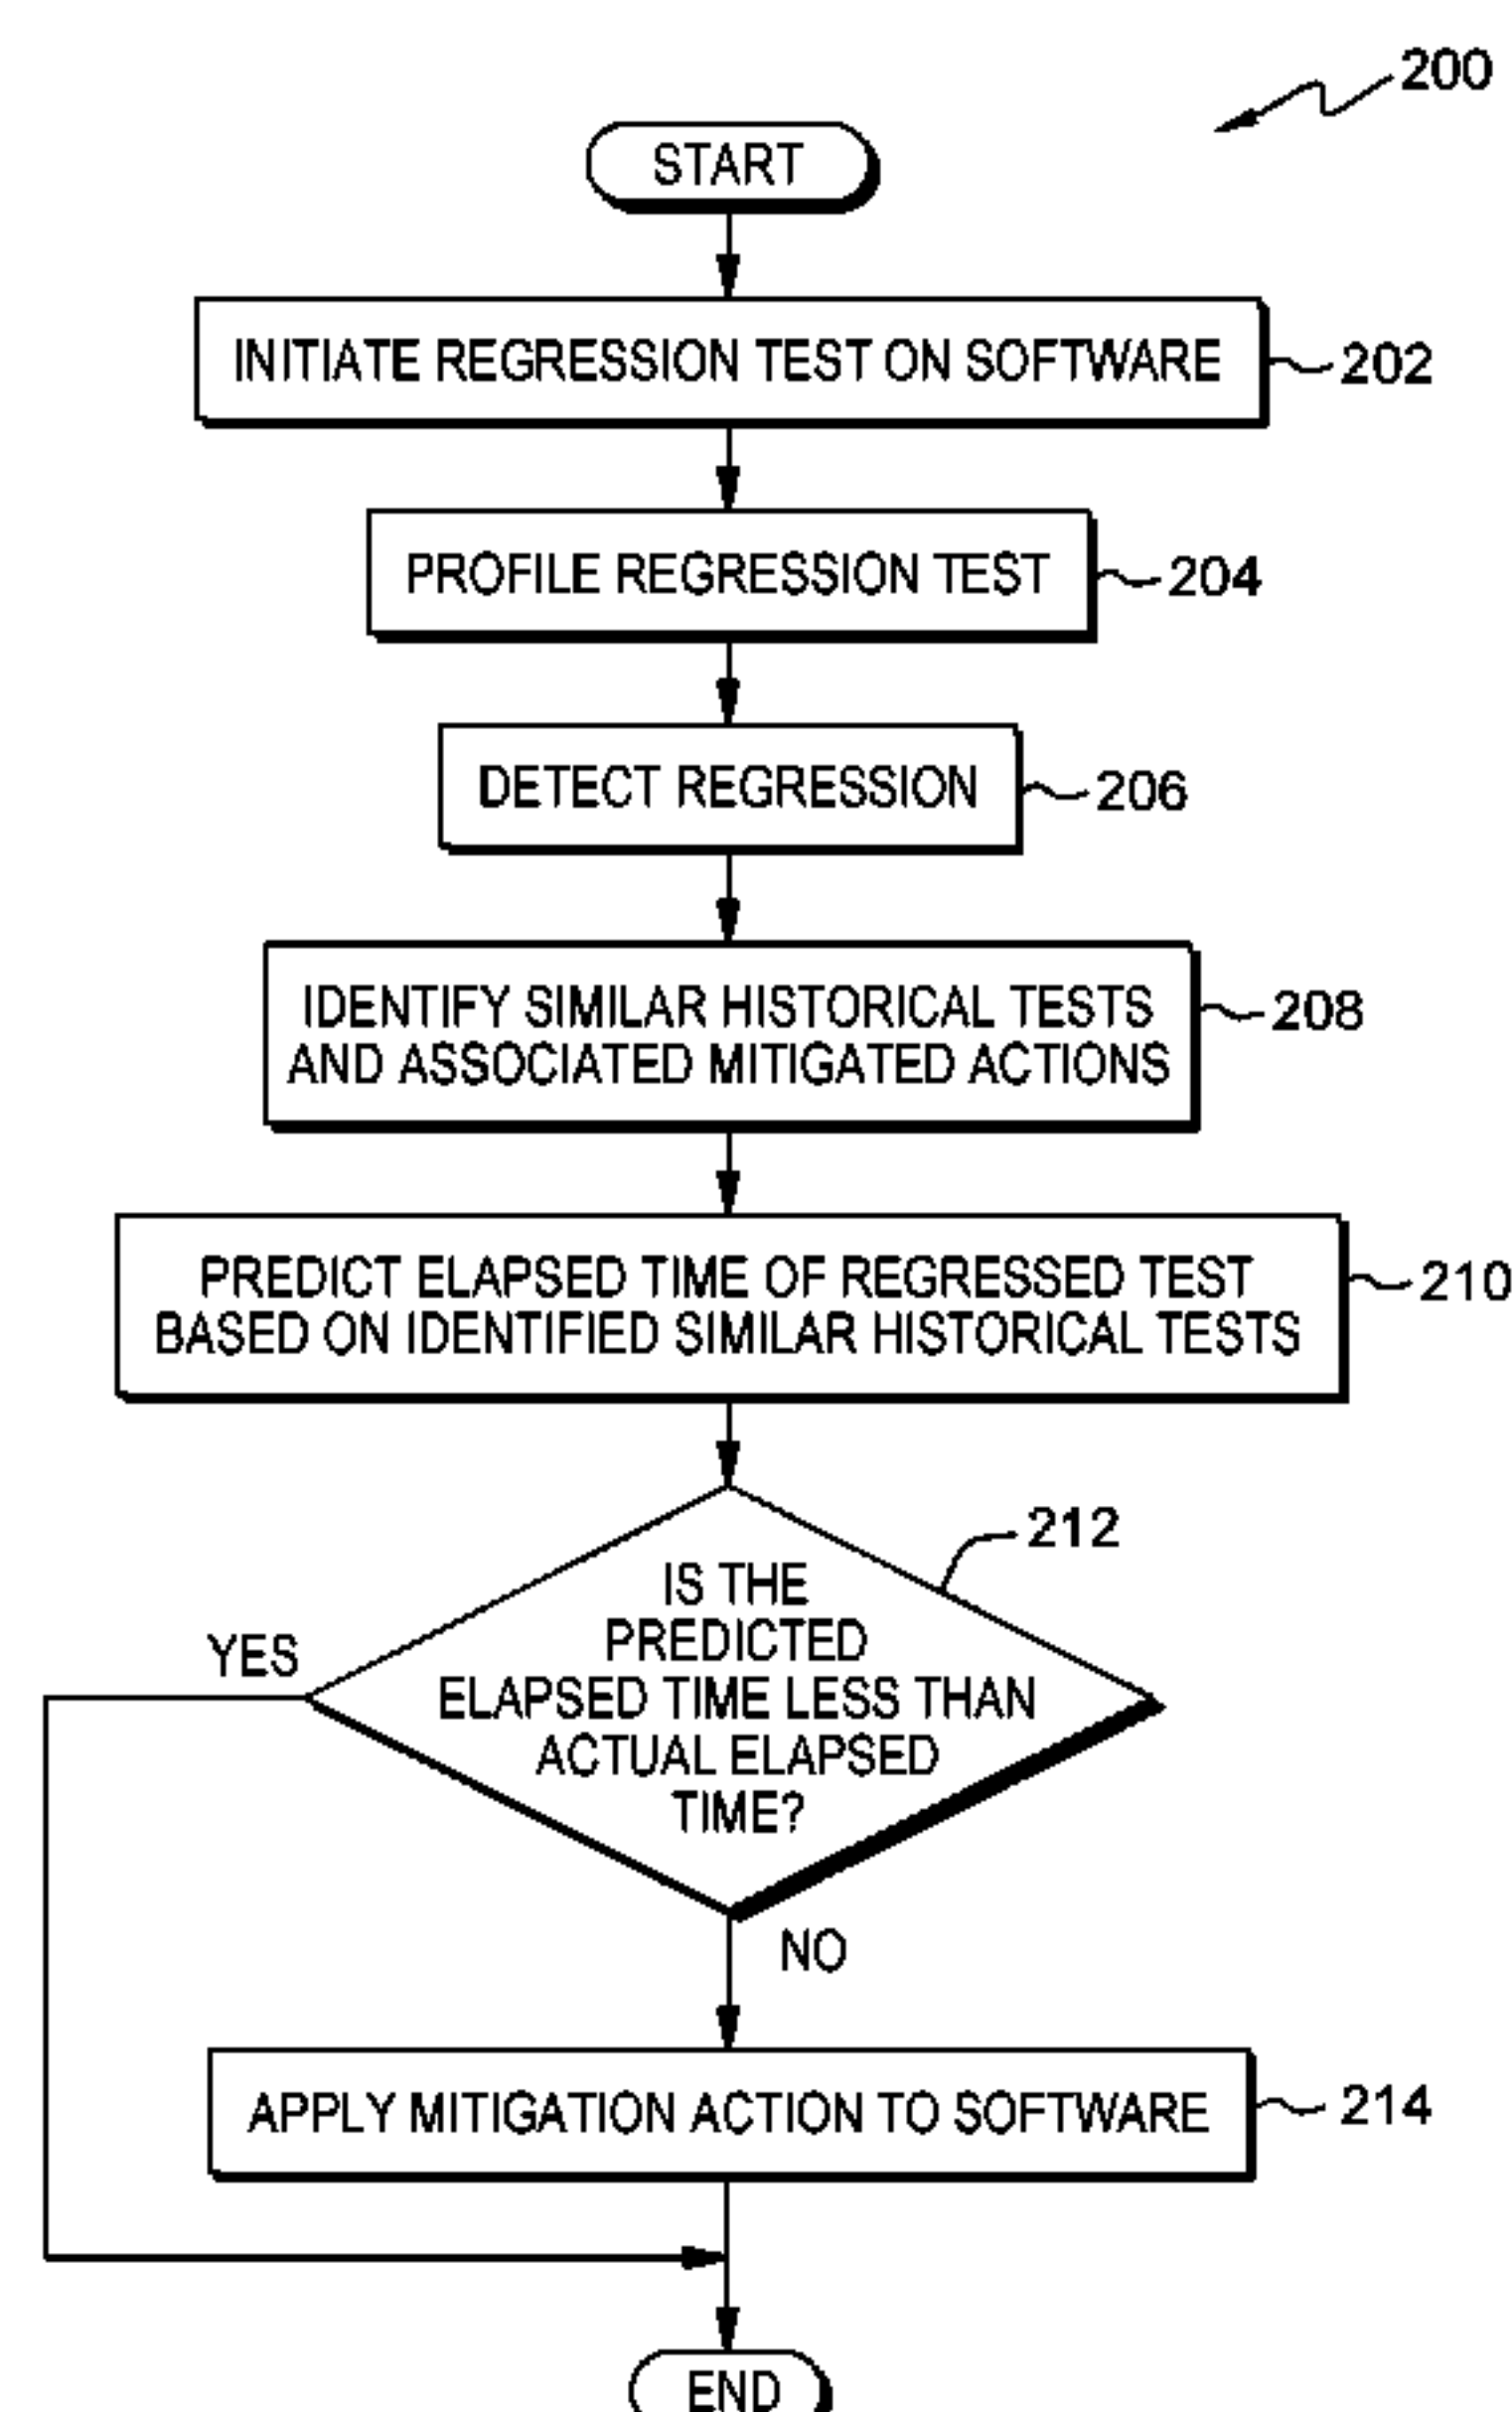 200
START
INITIATE REGRESSION TEST ON SOFTWARE
202
PROFILE REGRESSION TEST
204
DETECT REGRESSION
206
IDENTIFY SIMILAR HISTORICAL TESTS
AND ASSOCIATED MITIGATED ACTIONS
208
PREDICT ELAPSED TIME OF REGRESSED TEST
BASED ON IDENTIFIED SIMILAR HISTORICAL TESTS
210
212
IS THE
PREDICTED
ELAPSED TIME LESS THAN
ACTUAL ELAPSED
TIME?
YES
NO
APPLY MITIGATION ACTION TO SOFTWARE
214
END